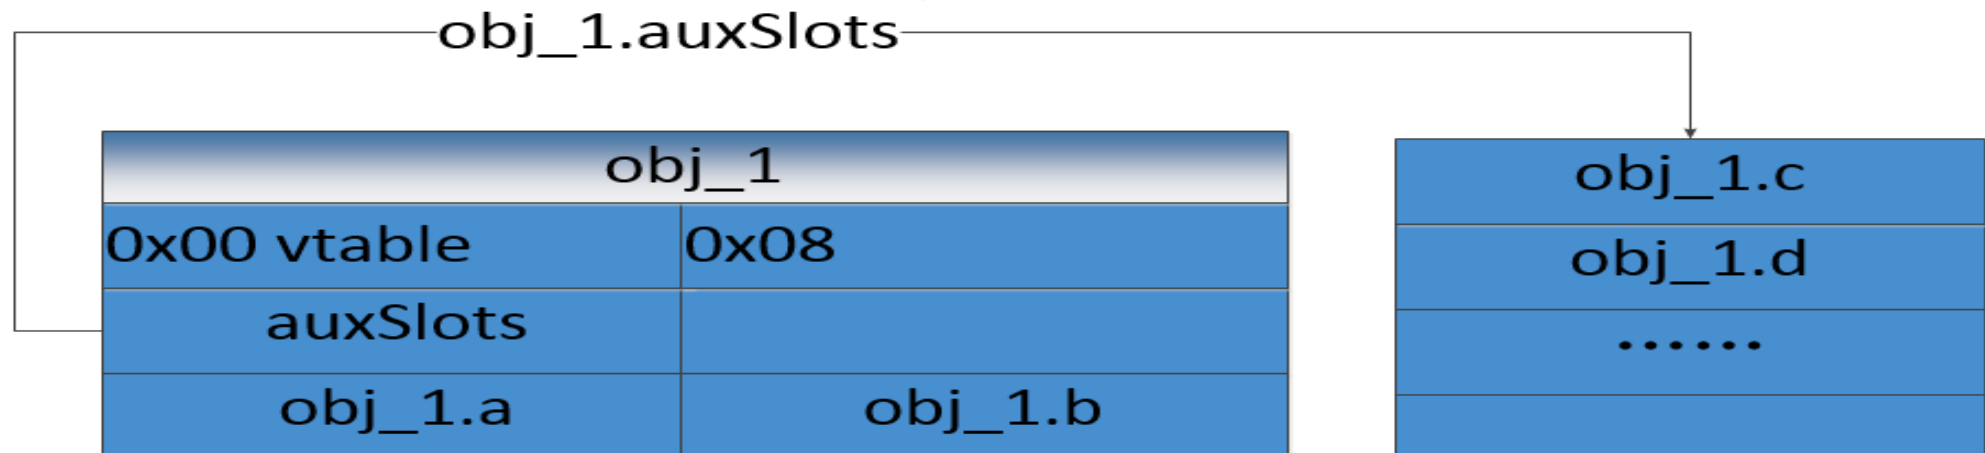 obj_1.auxSlots
obj_1
0x00 vtable 0x08
auxSlots
obj_1.a obj_1.b
obj_1.c
obj_1.d
......